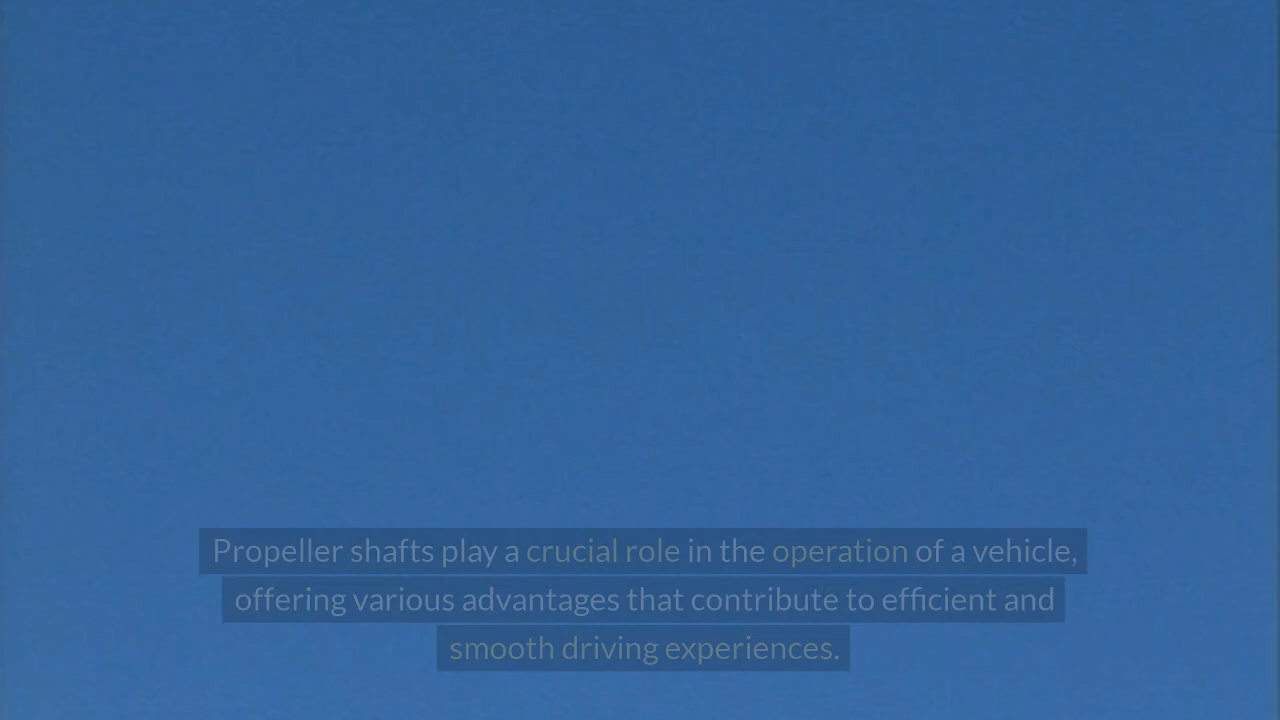 Propeller shafts play a crucial role in the operation of a vehicle,
offering various advantages that contribute to efficient and
smooth driving experiences.